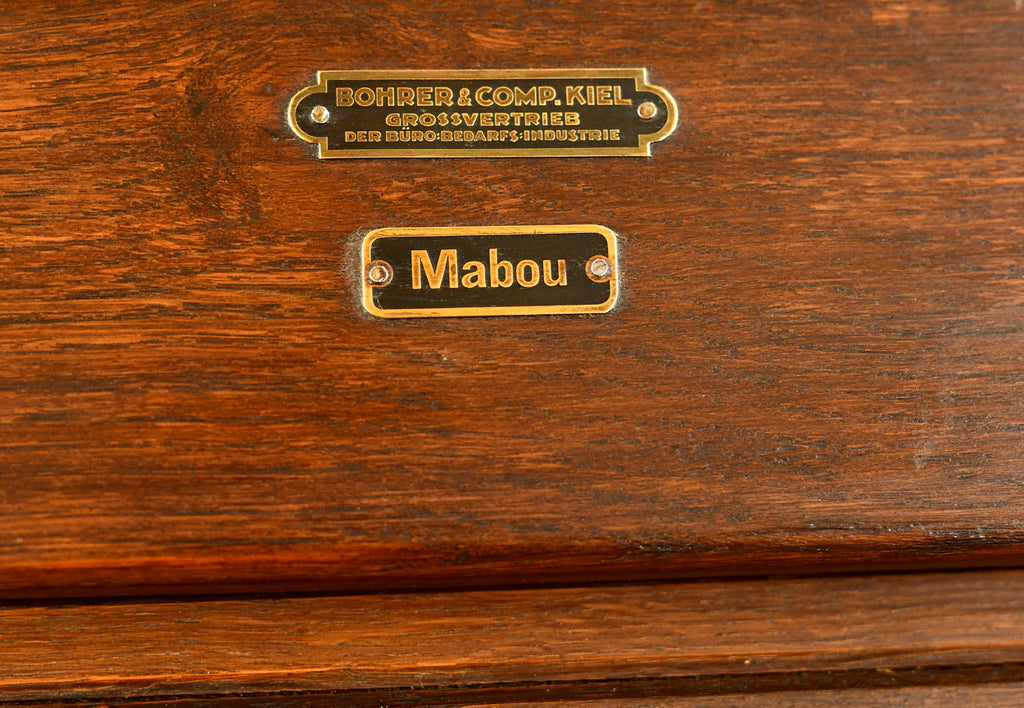 BOHRER & COMP. KIEL
GROSSVERTRIEB
DER BÜRO-BEDARFS-INDUSTRIE
Mabou